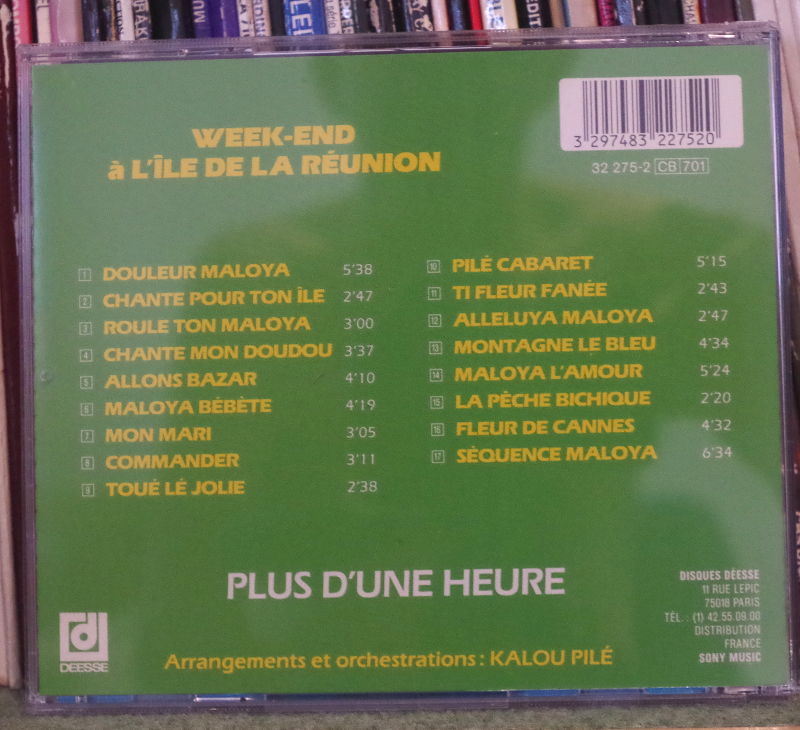 WEEK-END
à L'ÎLE DE LA RÉUNION
3 297483 227520
32 275-2 CB 701
1 DOULEUR MALOYA 5'38
2 CHANTE POUR TON ÎLE 2'47
3 ROULE TON MALOYA 3'00
4 CHANTE MON DOUDOU 3'37
5 ALLONS BAZAR 4'10
6 MALOYA BÉBÈTE 4'19
7 MON MARI 3'05
8 COMMANDER 3'11
9 TOUÉ LÉ JOLIE 2'38
10 PILÉ CABARET 5'15
11 TI FLEUR FANÉE 2'43
12 ALLELUYA MALOYA 2'47
13 MONTAGNE LE BLEU 4'34
14 MALOYA L'AMOUR 5'24
15 LA PÈCHE BICHIQUE 2'20
16 FLEUR DE CANNES 4'32
17 SÈQUENCE MALOYA 6'34
PLUS D'UNE HEURE
DISQUES DÉESSE
11 RUE LEPIC
75018 PARIS
TÉL.: (1) 42.55.09.00
DISTRIBUTION
FRANCE
SONY MUSIC
DEESSE
Arrangements et orchestrations : KALOU PILÉ